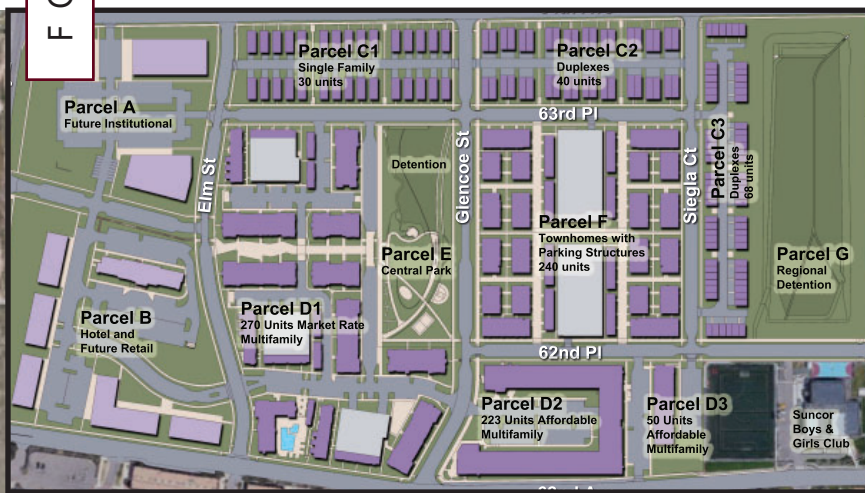 FO
Parcel A
Future Institutional
Parcel C1
Single Family
30 units
Parcel C2
Duplexes
40 units
63rd Pl
Parcel C3
Duplexes
68 units
Elm St
Glencoe St
Siegla Ct
Detention
Parcel E
Central Park
Parcel F
Townhomes with
Parking Structures
240 units
Parcel G
Regional
Detention
Parcel B
Hotel and
Future Retail
Parcel D1
270 Units Market Rate
Multifamily
62nd Pl
Parcel D2
223 Units Affordable
Multifamily
Parcel D3
50 Units
Affordable
Multifamily
Suncor
Boys &
Girls Club